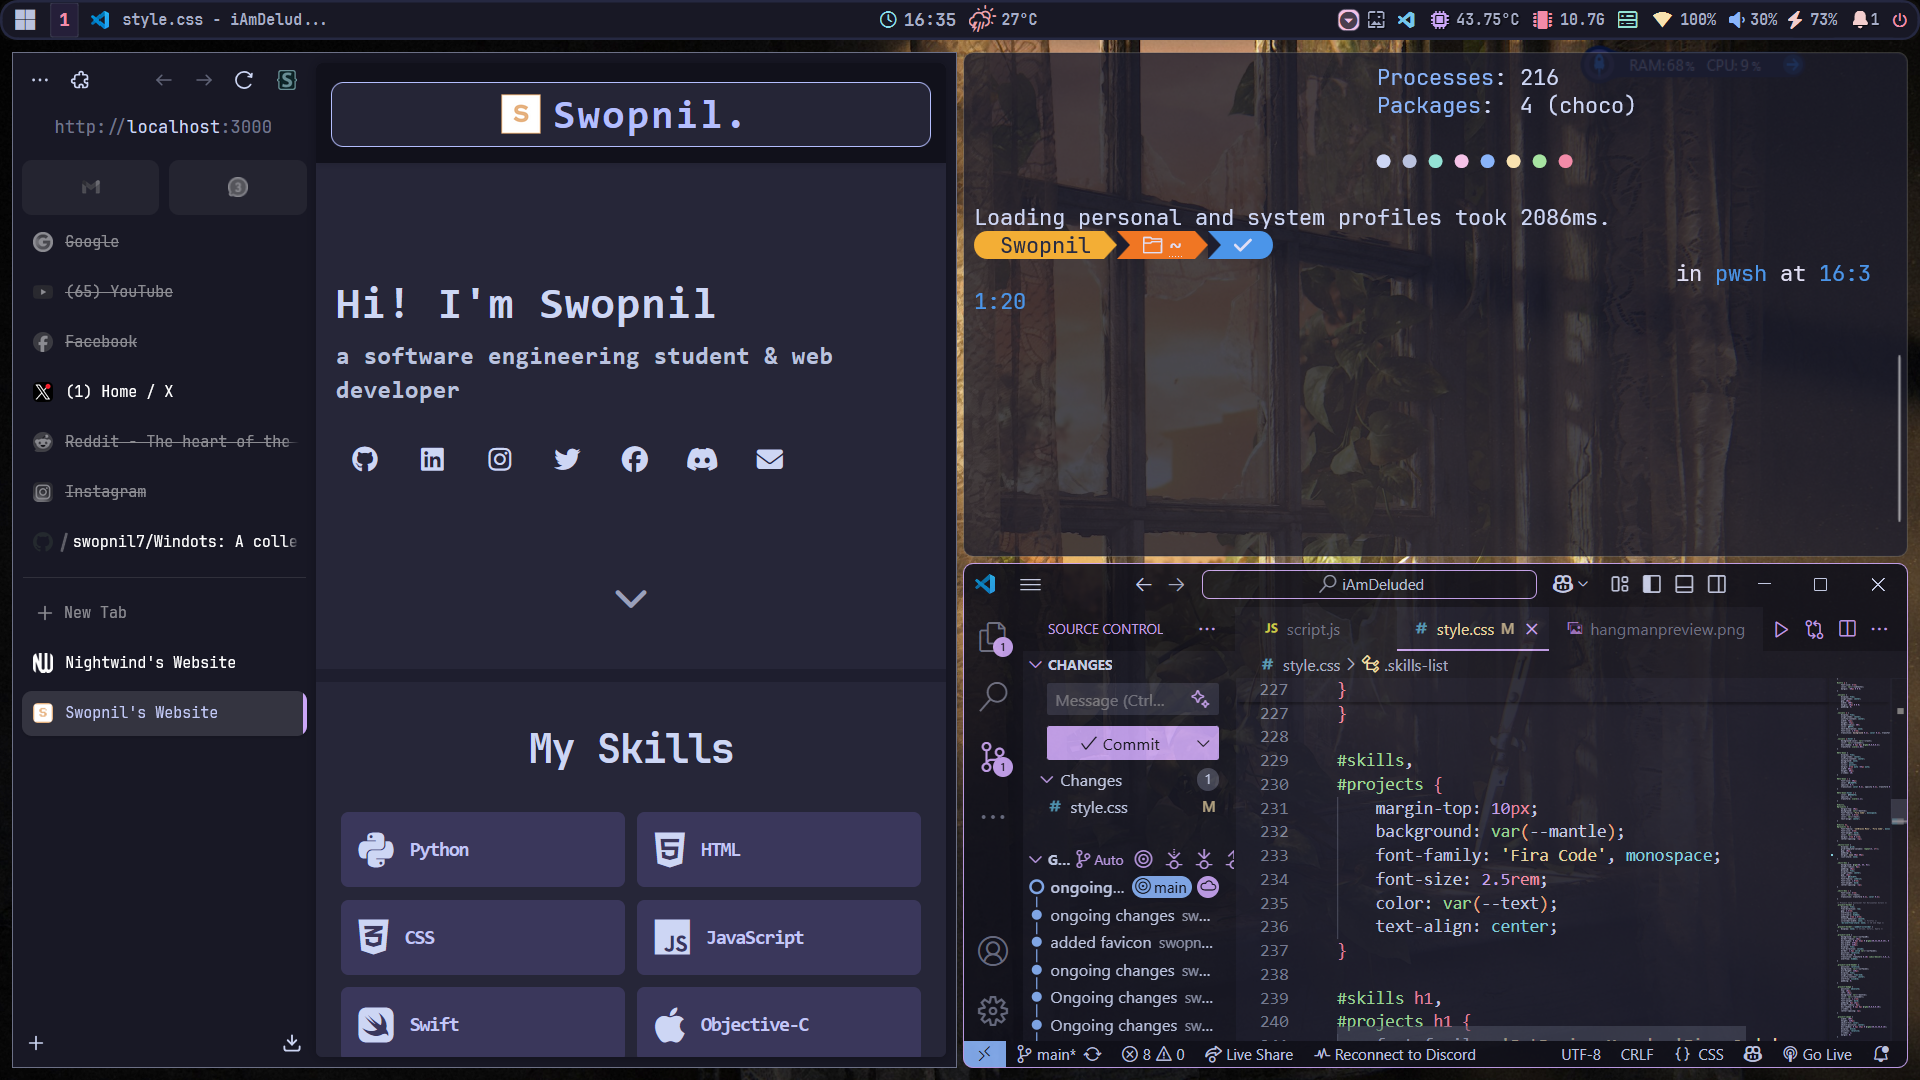 1
style.css - iAmDelud...
16:35
27°C
43.75°C
10.7G
100%
30%
73%
1
http://localhost:3000
3
Google
(65) YouTube
Facebook
(1) Home / X
Reddit - The heart of the
Instagram
/ swopnil7/Windots: A colle
New Tab
Nightwind's Website
S Swopnil's Website
S Swopnil.
Hi! I'm Swopnil
a software engineering student & web
developer
My Skills
Python
HTML
CSS
JS JavaScript
Swift
Objective-C
RAM:68% CPU:9%
Processes: 216
Packages: 4 (choco)
Loading personal and system profiles took 2086ms.
Swopnil ~
in pwsh at 16:3
1:20
iAmDeluded
SOURCE CONTROL ...
JS script.js
# style.css M
hangmanpreview.png
CHANGES
# style.css > .skills-list
Message (Ctrl...
Commit
Changes 1
# style.css M
G... Auto
ongoing... main
ongoing changes sw...
added favicon swopn...
ongoing changes sw...
Ongoing changes sw...
Ongoing changes sw...
1
1
227 }
227 }
228
229 #skills,
230 #projects {
231 margin-top: 10px;
232 background: var(--mantle);
233 font-family: 'Fira Code', monospace;
234 font-size: 2.5rem;
235 color: var(--text);
236 text-align: center;
237 }
238
239 #skills h1,
240 #projects h1 {
main* 8 0 Live Share Reconnect to Discord UTF-8 CRLF {} CSS Go Live